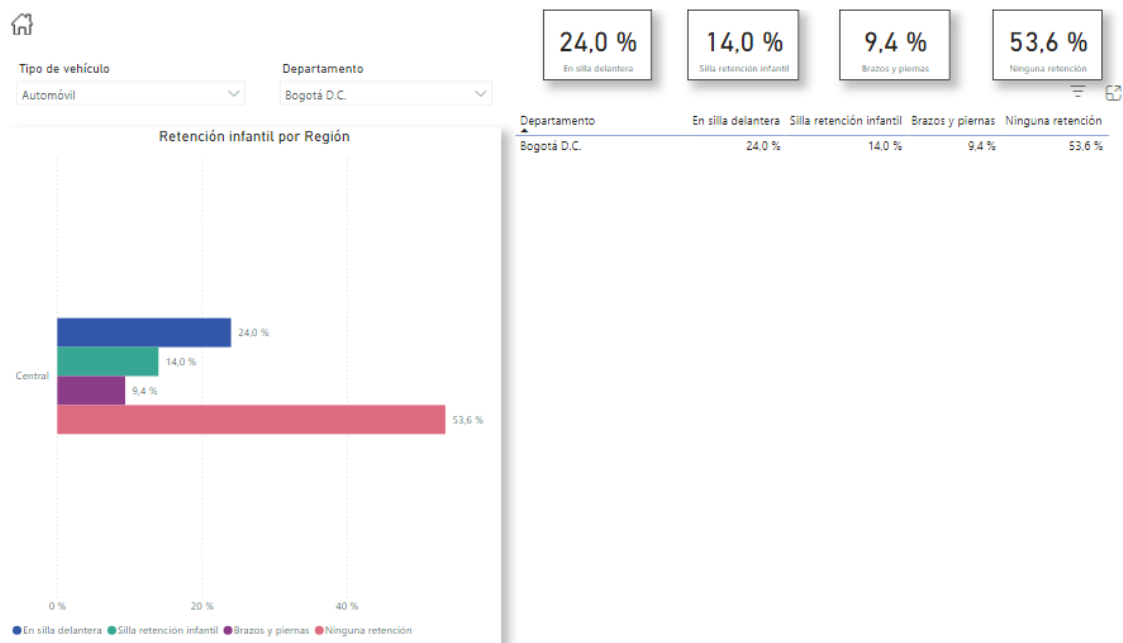 24,0 %
En silla delantera
14,0 %
Silla retención infantil
9,4 %
Brazos y piernas
53,6 %
Ninguna retención
Tipo de vehículo
Automóvil
Departamento
Bogotá D.C.
Departamento En silla delantera Silla retención infantil Brazos y piernas Ninguna retención
Bogotá D.C. 24,0 % 14,0 % 9,4 % 53,6 %
Retención infantil por Región
24,0 %
14,0 %
Central
9,4 %
53,6 %
0 % 20 % 40 %
En silla delantera Silla retención infantil Brazos y piernas Ninguna retención